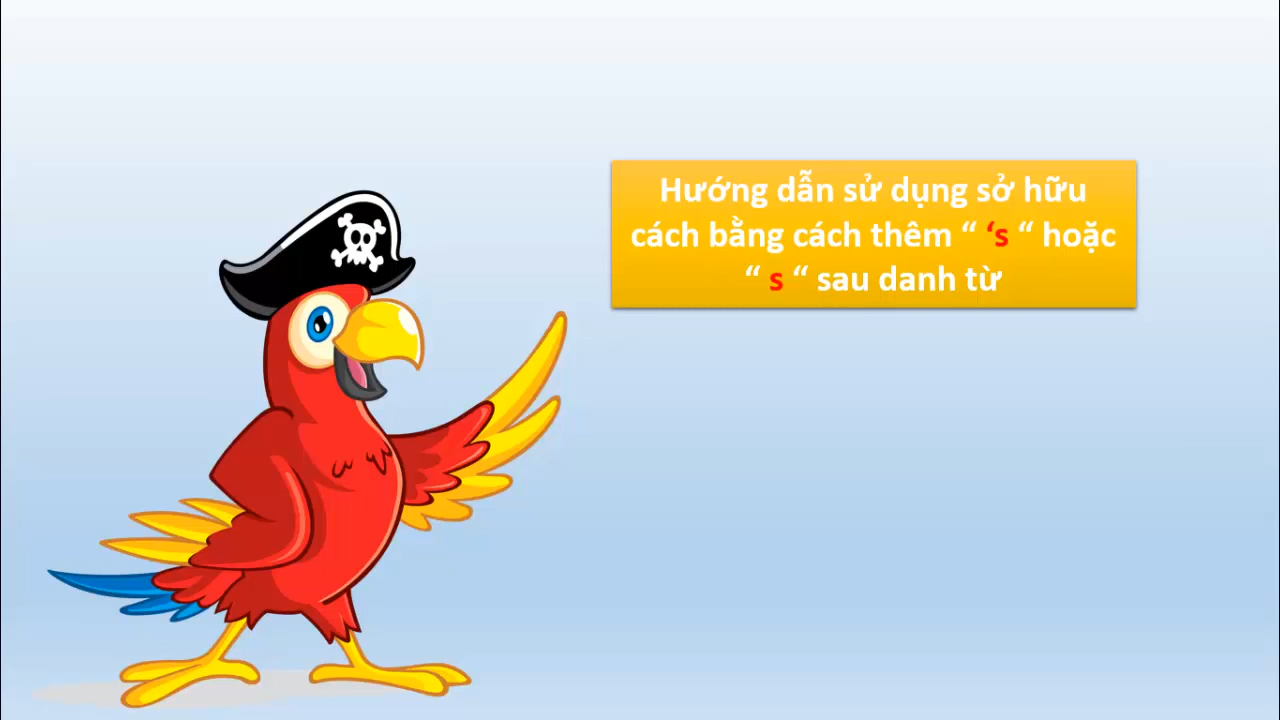 Hướng dẫn sử dụng sở hữu
cách bằng cách thêm “ ‘s “ hoặc
“ s “ sau danh từ